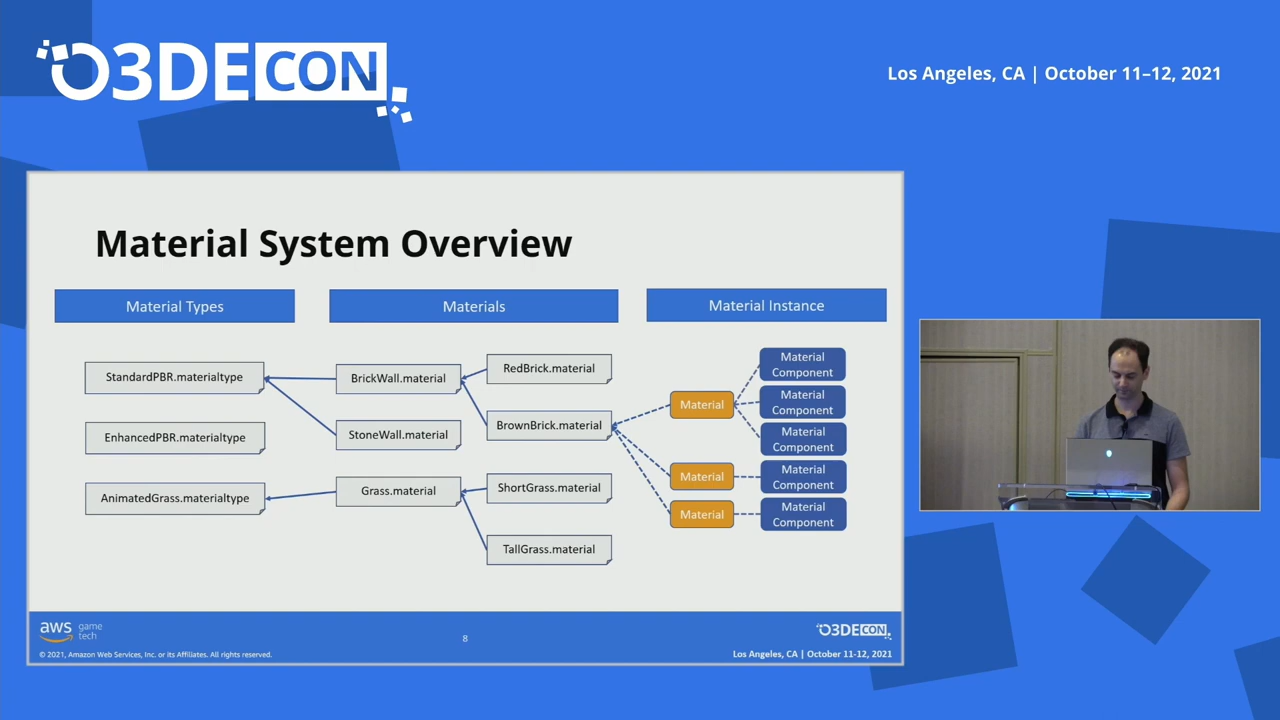 O3DECON
Los Angeles, CA | October 11–12, 2021
Material System Overview
Material Types
Materials
Material Instance
StandardPBR.materialtype
EnhancedPBR.materialtype
AnimatedGrass.materialtype
BrickWall.material
StoneWall.material
Grass.material
RedBrick.material
BrownBrick.material
ShortGrass.material
TallGrass.material
Material
Material
Material
Material
Component
Material
Component
Material
Component
Material
Component
Material
Component
aws game
tech
8
O3DECON
© 2021, Amazon Web Services, Inc. or its Affiliates. All rights reserved.
Los Angeles, CA | October 11-12, 2021